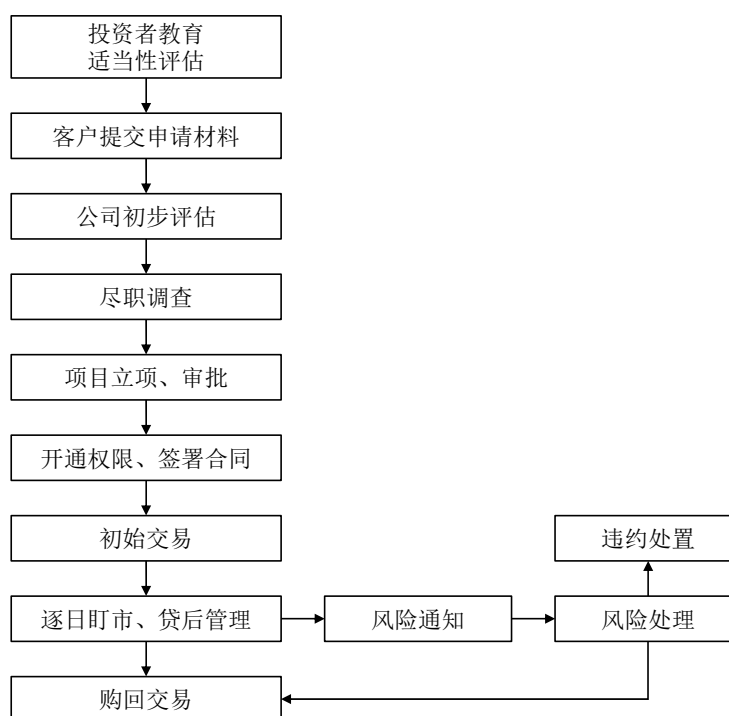 投资者教育
适当性评估
客户提交申请材料
公司初步评估
尽职调查
项目立项、审批
开通权限、签署合同
初始交易
违约处置
逐日盯市、贷后管理
风险通知
风险处理
购回交易